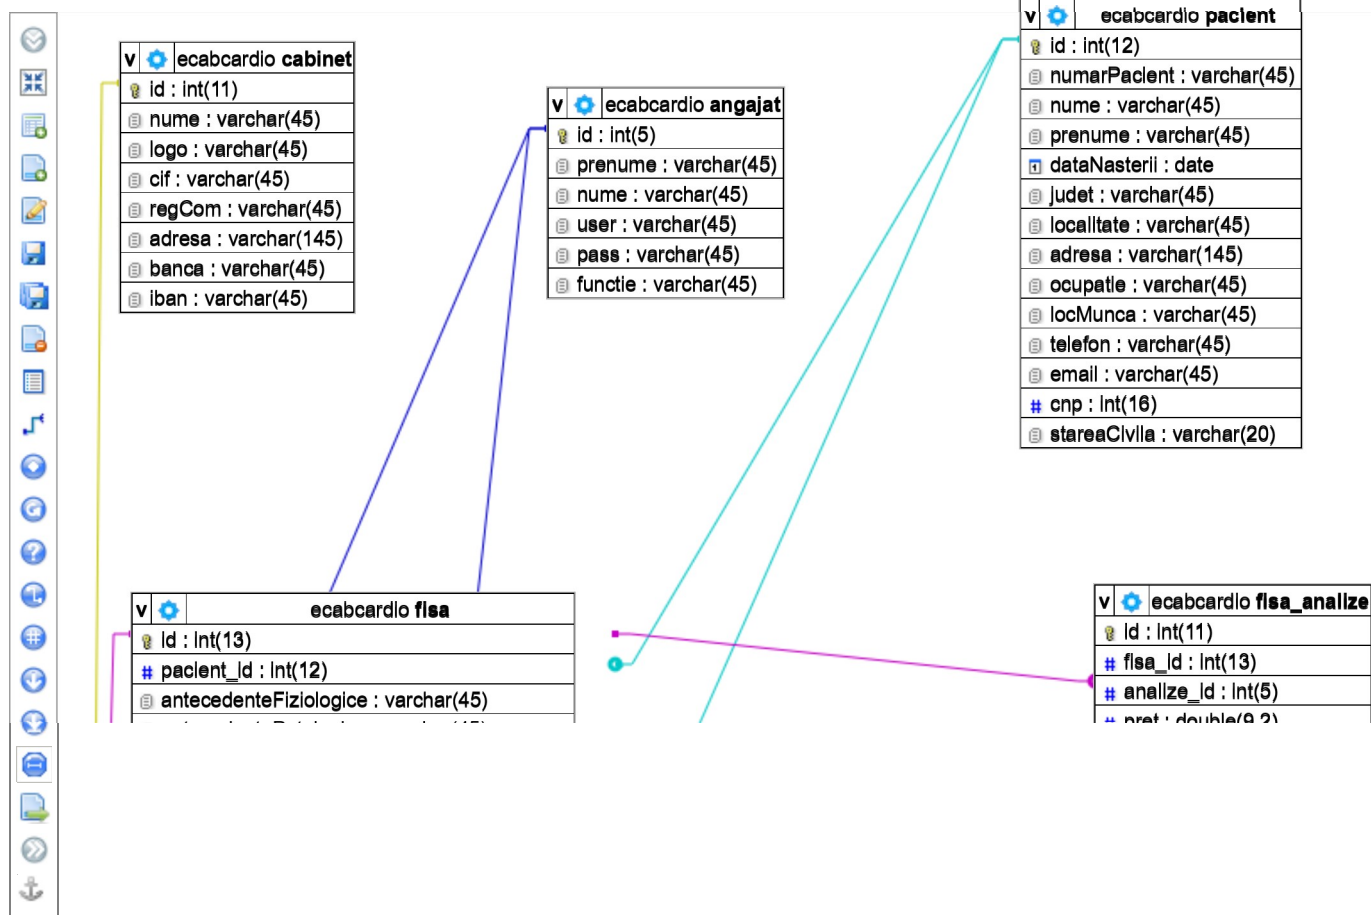 v ecabcardio cabinet
id : int(11)
nume : varchar(45)
logo : varchar(45)
cif : varchar(45)
regCom : varchar(45)
adresa : varchar(145)
banca : varchar(45)
iban : varchar(45)
v ecabcardio angajat
id : int(5)
prenume : varchar(45)
nume : varchar(45)
user : varchar(45)
pass : varchar(45)
functie : varchar(45)
v ecabcardio pacient
id : int(12)
numarPacient : varchar(45)
nume : varchar(45)
prenume : varchar(45)
dataNasterii : date
judet : varchar(45)
localitate : varchar(45)
adresa : varchar(145)
ocupatie : varchar(45)
locMunca : varchar(45)
telefon : varchar(45)
email : varchar(45)
# cnp : int(16)
stareaCivila : varchar(20)
v ecabcardio fisa
id : int(13)
# pacient_id : int(12)
antecedenteFiziologice : varchar(45)
v ecabcardio fisa_analize
id : int(11)
# fisa_id : int(13)
# analize_id : int(5)
# pret : double(9,2)